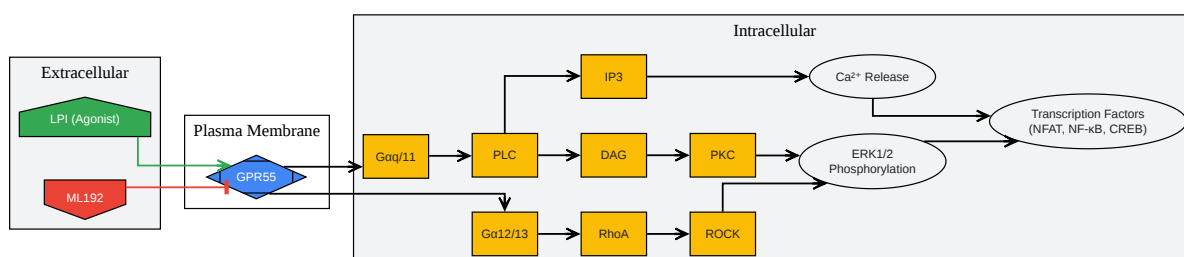 Intracellular
Extracellular
LPI (Agonist)
ML192
Plasma Membrane
GPR55
Gαq/11
PLC
IP3
DAG
PKC
Gα12/13
RhoA
ROCK
Ca²⁺ Release
ERK1/2
Phosphorylation
Transcription Factors
(NFAT, NF-κB, CREB)